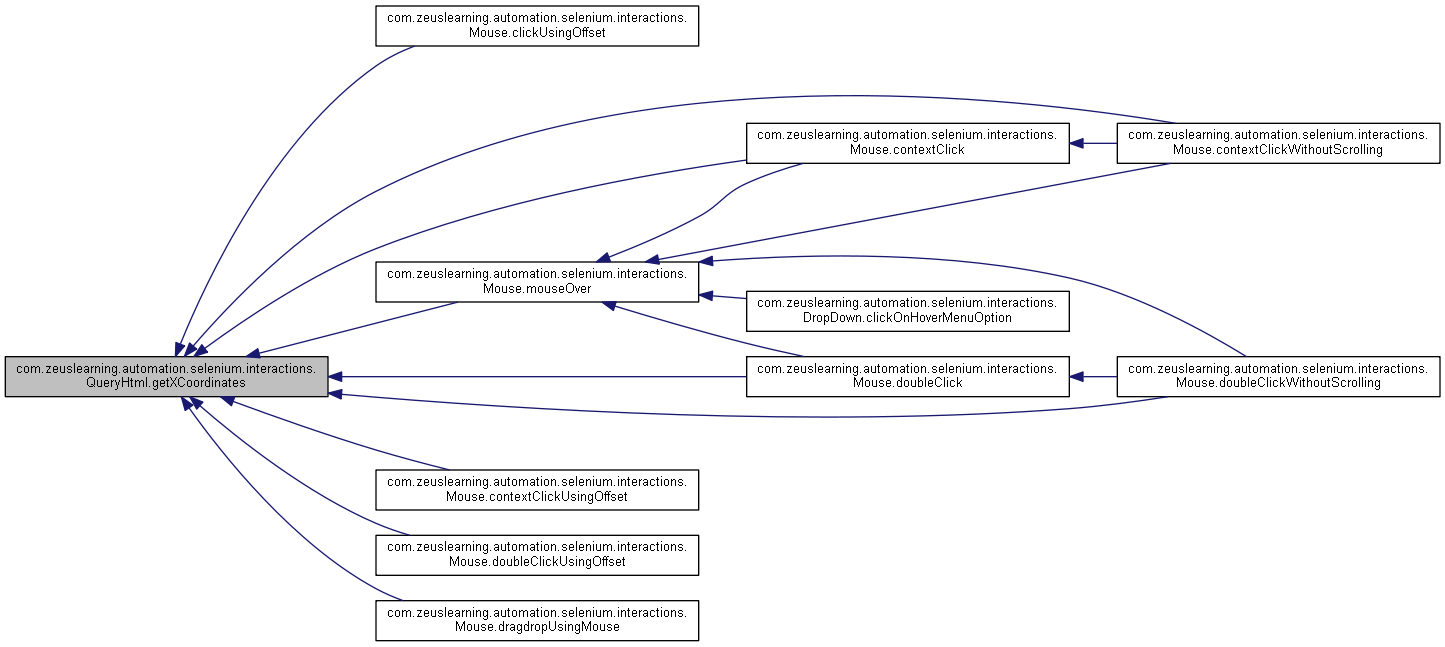 com.zeuslearning.automation.selenium.interactions.
Mouse.clickUsingOffset
com.zeuslearning.automation.selenium.interactions.
Mouse.contextClick
com.zeuslearning.automation.selenium.interactions.
Mouse.contextClickWithoutScrolling
com.zeuslearning.automation.selenium.interactions.
Mouse.mouseOver
com.zeuslearning.automation.selenium.interactions.
DropDown.clickOnHoverMenuOption
com.zeuslearning.automation.selenium.interactions.
QueryHtml.getXCoordinates
com.zeuslearning.automation.selenium.interactions.
Mouse.doubleClick
com.zeuslearning.automation.selenium.interactions.
Mouse.doubleClickWithoutScrolling
com.zeuslearning.automation.selenium.interactions.
Mouse.contextClickUsingOffset
com.zeuslearning.automation.selenium.interactions.
Mouse.doubleClickUsingOffset
com.zeuslearning.automation.selenium.interactions.
Mouse.dragdropUsingMouse